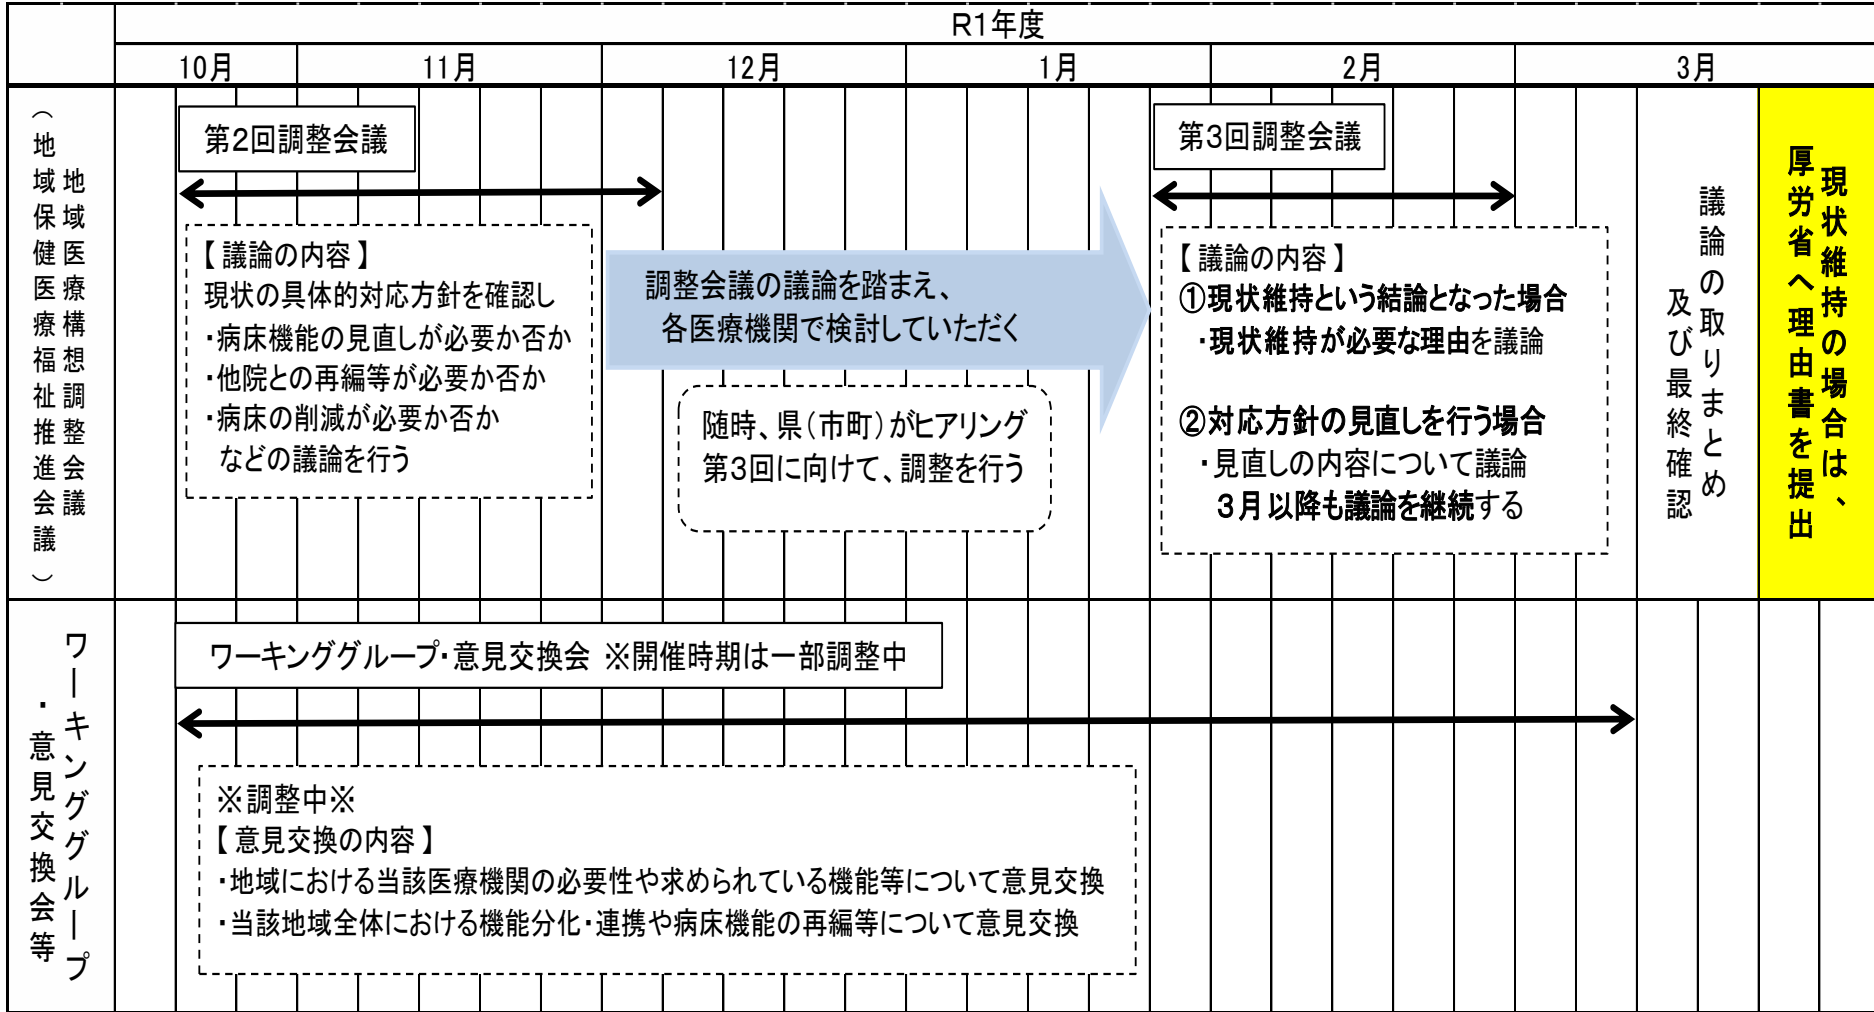 R1年度
10月
11月
12月
1月
2月
3月
地域医療構想調整会議
（地域保健医療福祉推進会議）
第2回調整会議
【議論の内容】
現状の具体的対応方針を確認し
・病床機能の見直しが必要か否か
・他院との再編等が必要か否か
・病床の削減が必要か否か
などの議論を行う
調整会議の議論を踏まえ、
各医療機関で検討していただく
随時、県（市町）がヒアリング
第3回に向けて、調整を行う
第3回調整会議
【議論の内容】
①現状維持という結論となった場合
・現状維持が必要な理由を議論
②対応方針の見直しを行う場合
・見直しの内容について議論
3月以降も議論を継続する
議論の取りまとめ
及び最終確認
現状維持の場合は、
厚労省へ理由書を提出
ワーキンググループ
・意見交換会等
ワーキンググループ・意見交換会 ※開催時期は一部調整中
※調整中※
【意見交換の内容】
・地域における当該医療機関の必要性や求められている機能等について意見交換
・当該地域全体における機能分化・連携や病床機能の再編等について意見交換